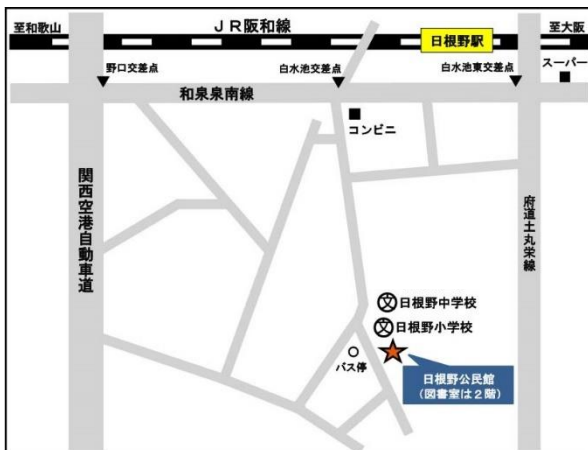 至和歌山
ＪＲ阪和線
日根野駅
至大阪
野口交差点
白水池交差点
白水池東交差点
スーパー
和泉泉南線
コンビニ
関西空港自動車道
府道土丸栄線
文日根野中学校
文日根野小学校
バス停
日根野公民館
（図書室は２階）